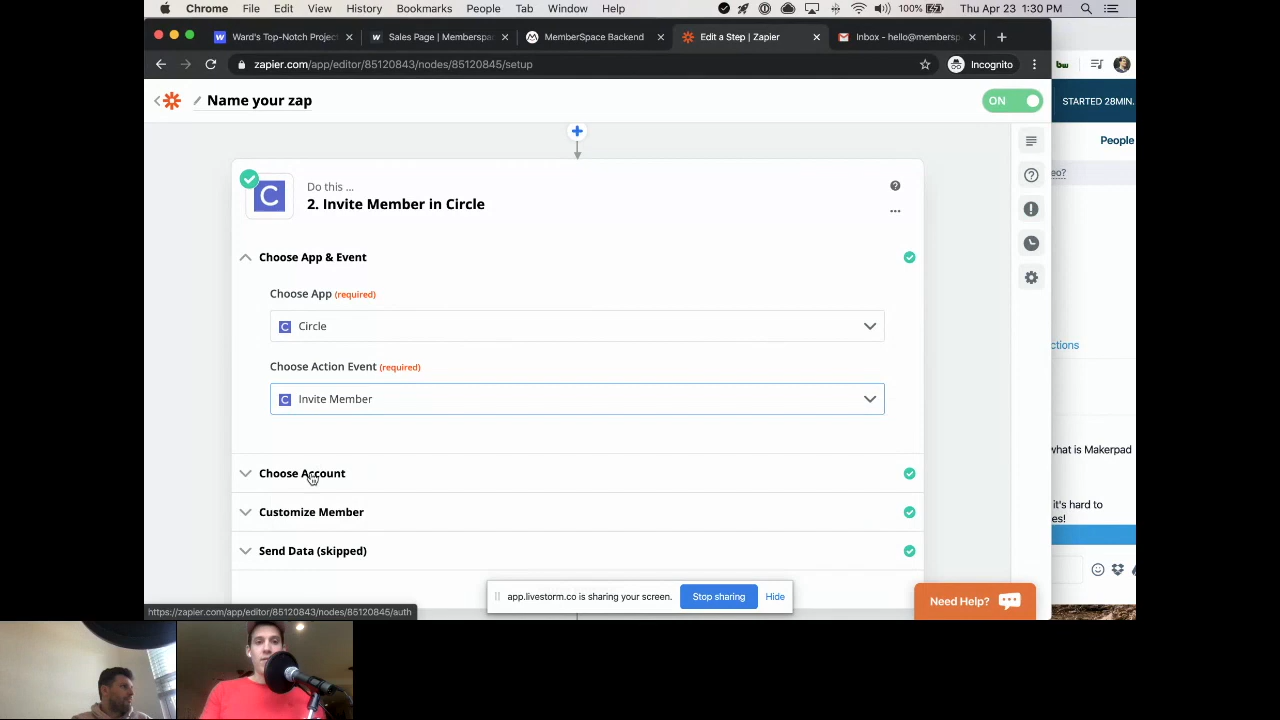 Chrome File Edit View History Bookmarks People Tab Window Help 100% Thu Apr 23 1:30 PM
Ward's Top-Notch Project Sales Page | Memberspa MemberSpace Backend Edit a Step | Zapier Inbox - hello@membersp
zapier.com/app/editor/85120843/nodes/85120845/setup Incognito
Name your zap ON
STARTED 28MIN.
People
eo?
Do this ...
2. Invite Member in Circle
Choose App & Event
Choose App (required)
Circle
Choose Action Event (required)
Invite Member
ctions
what is Makerpad
Choose Account
it's hard to
es!
Customize Member
Send Data (skipped)
app.livestorm.co is sharing your screen. Stop sharing Hide
Need Help?
https://zapier.com/app/editor/85120843/nodes/85120845/auth